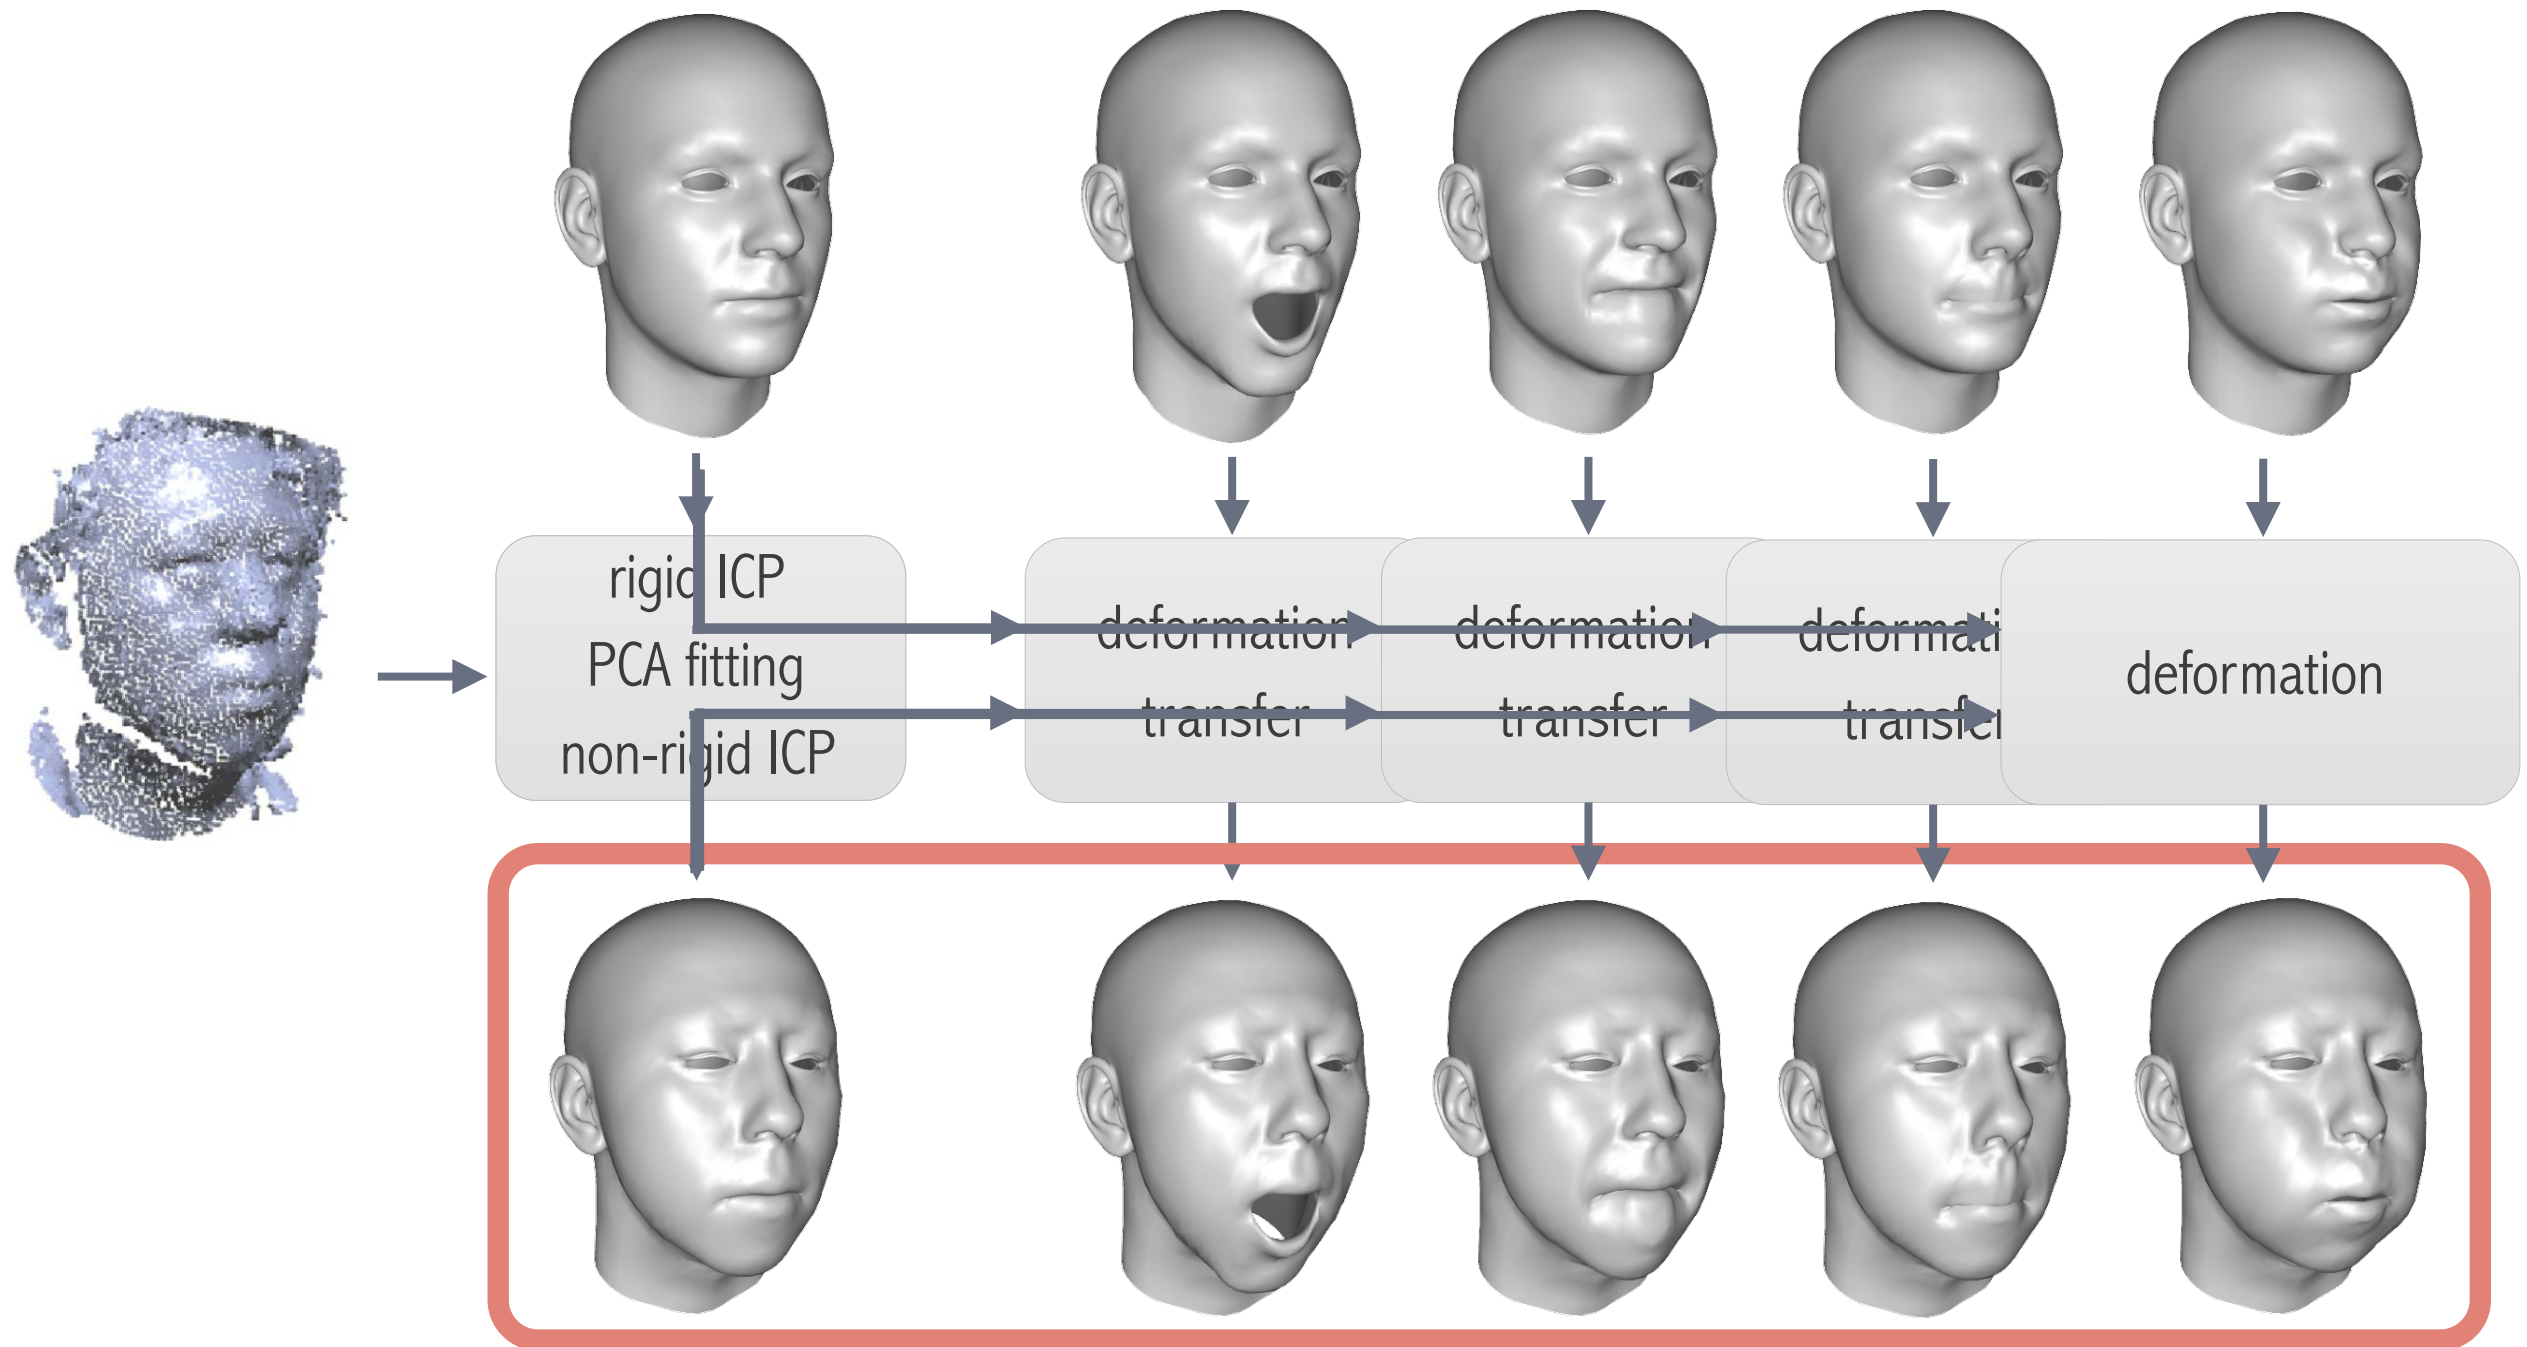 rigid ICP
PCA fitting
non-rigid ICP
deformation
transfer
deformation
transfer
deformati
transfer
deformation